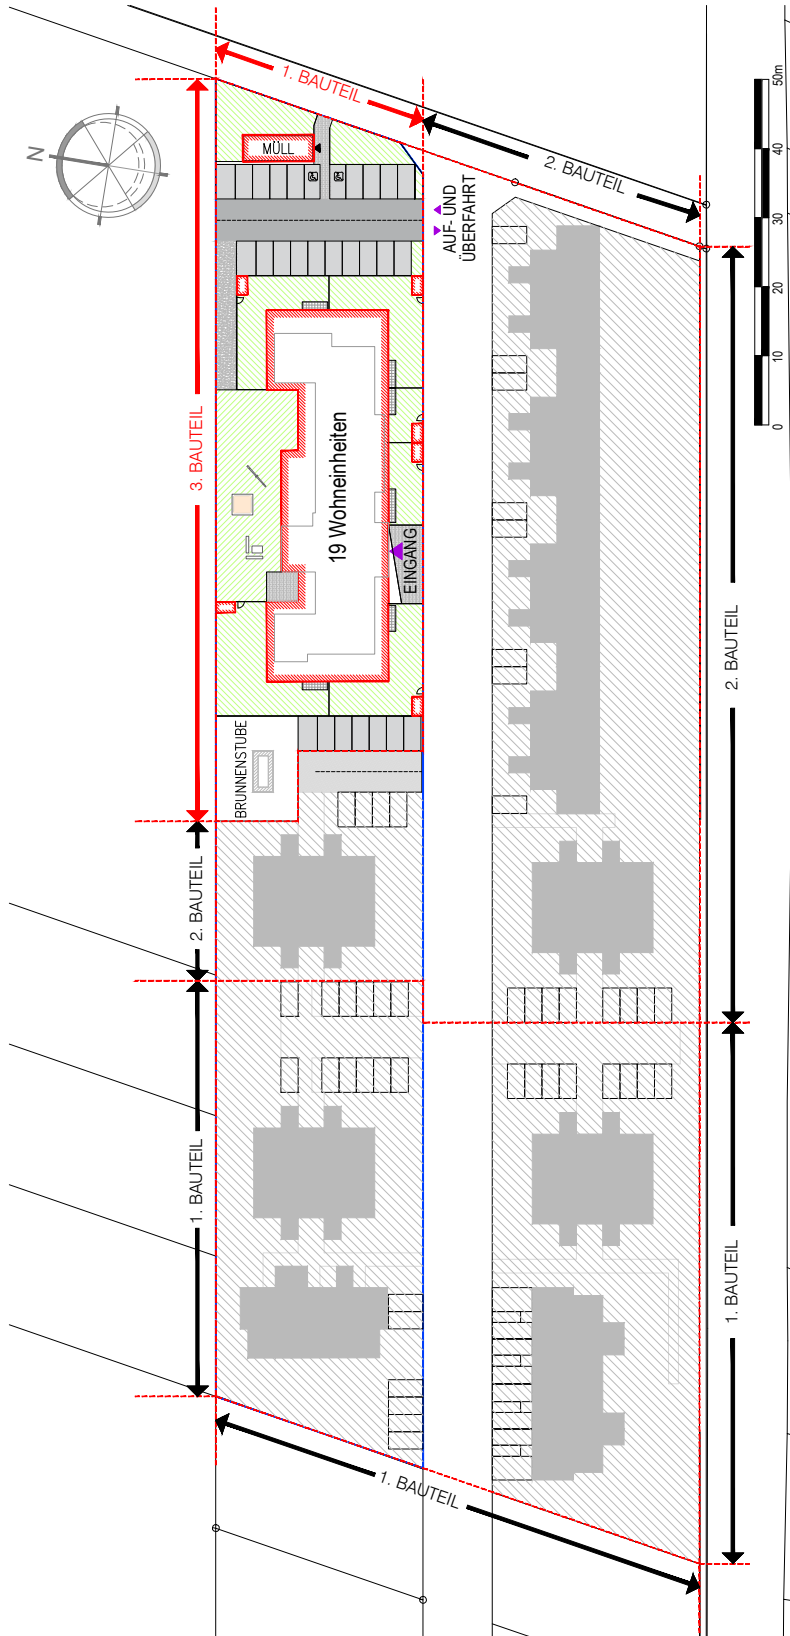 1. BAUTEIL
2. BAUTEIL
N
MÜLL
AUF- UND
ÜBERFAHRT
50m
40
30
20
10
0
3. BAUTEIL
19 Wohneinheiten
EINGANG
2. BAUTEIL
BRUNNENSTUBE
2. BAUTEIL
1. BAUTEIL
1. BAUTEIL
1. BAUTEIL